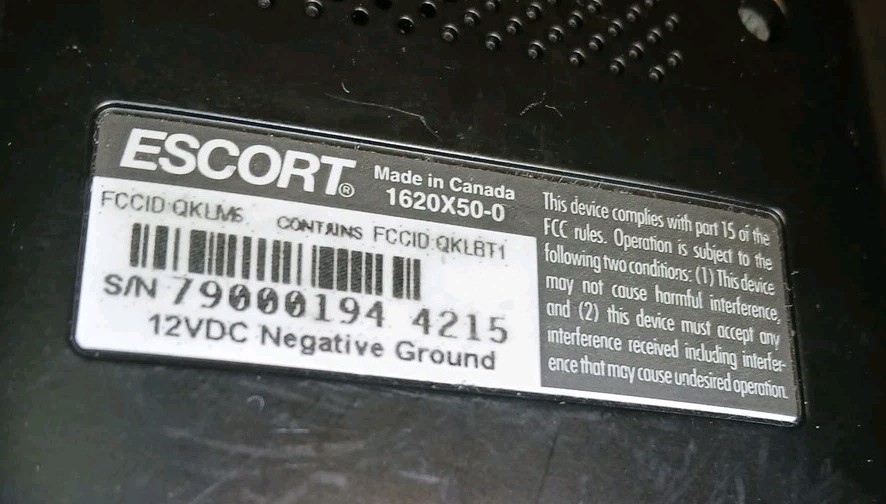 ESCORT®
Made in Canada
1620X50-0
FCCID:QKLM6 CONTAINS FCCID:QKLBT1
S/N 79000194 4215
12VDC Negative Ground
This device complies with part 15 of the
FCC rules. Operation is subject to the
following two conditions: (1) This device
may not cause harmful interference,
and (2) this device must accept any
interference received including interfer-
ence that may cause undesired operation.